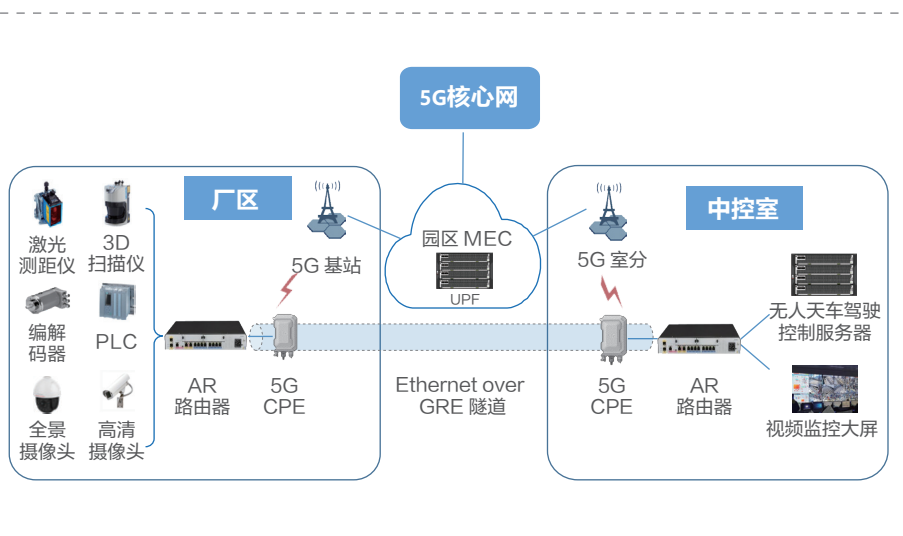 5G核心网
厂区
中控室
激光
测距仪
3D
扫描仪
5G 基站
园区 MEC
UPF
5G 室分
编解
码器
PLC
无人天车驾驶
控制服务器
AR
路由器
5G
CPE
Ethernet over
GRE 隧道
5G
CPE
AR
路由器
全景
摄像头
高清
摄像头
视频监控大屏